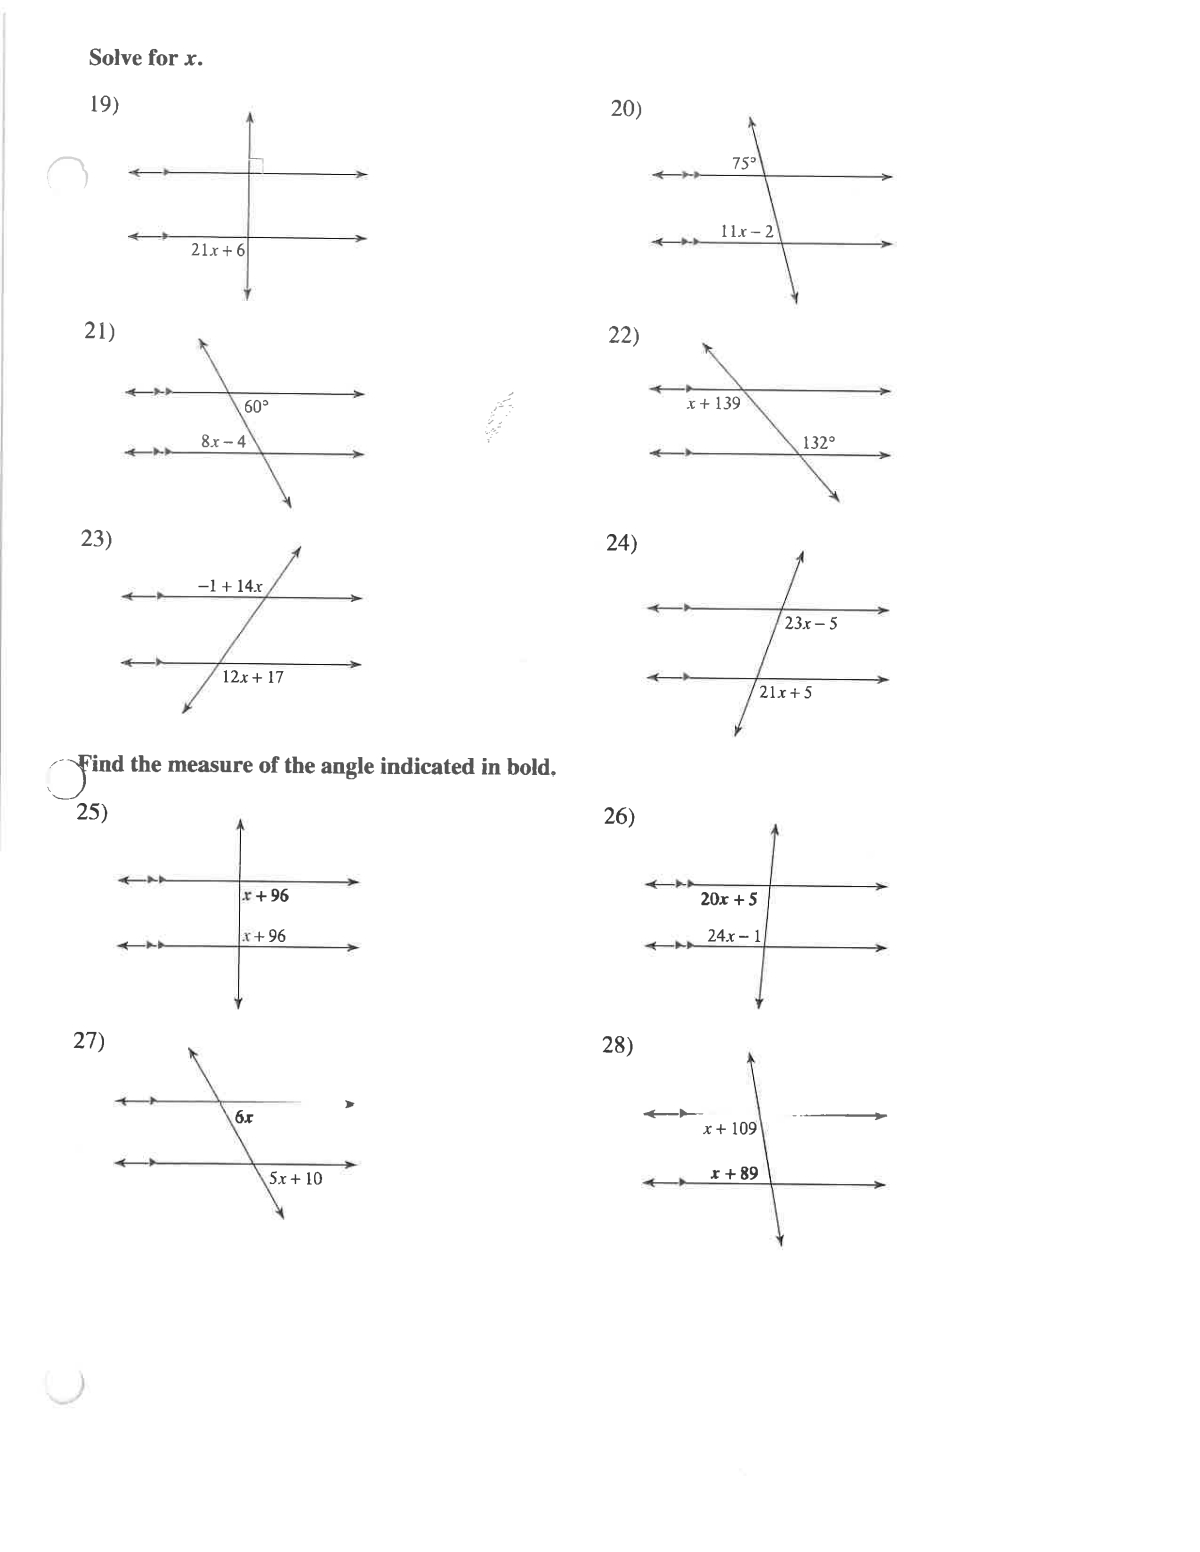 Solve for x.
19)
21x + 6
20)
75°
11x − 2
21)
60°
8x − 4
22)
x + 139
132°
23)
−1 + 14x
12x + 17
24)
23x − 5
21x + 5
Find the measure of the angle indicated in bold.
25)
x + 96
x + 96
26)
20x + 5
24x − 1
27)
6x
5x + 10
28)
x + 109
x + 89